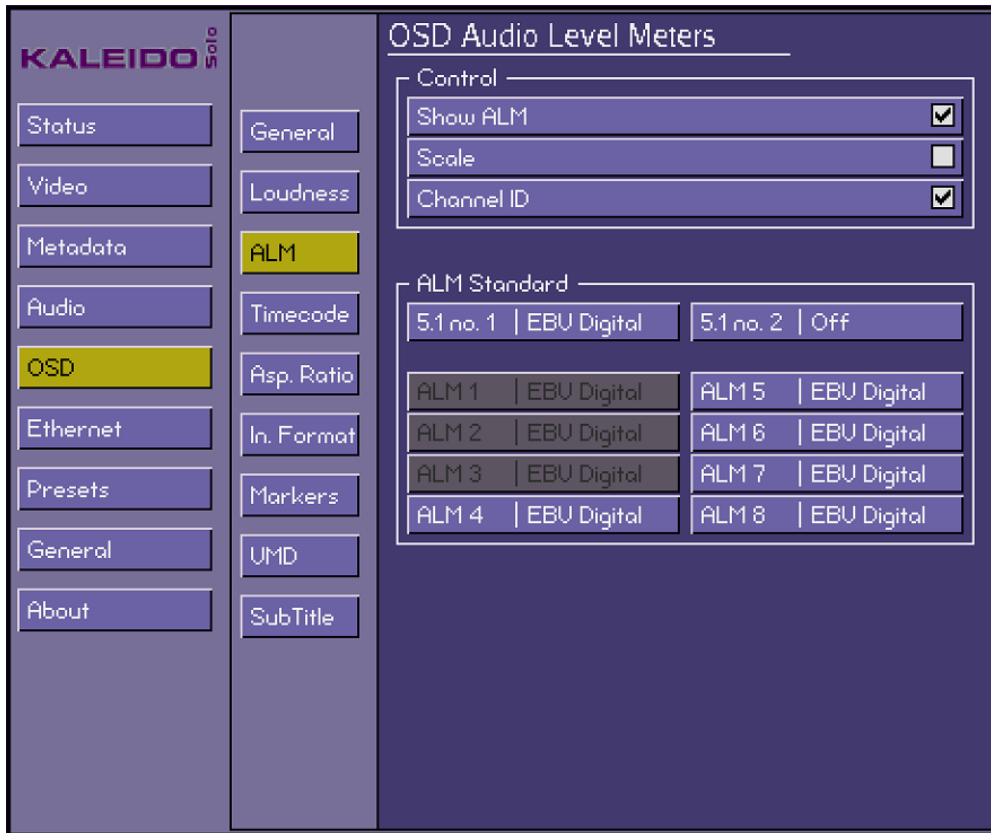 KALEIDO Solo
Status
Video
Metadata
Audio
OSD
Ethernet
Presets
General
About
General
Loudness
ALM
Timecode
Asp. Ratio
In. Format
Markers
UMD
SubTitle
OSD Audio Level Meters
Control
Show ALM
Scale
Channel ID
ALM Standard
5.1 no. 1 | EBU Digital 5.1 no. 2 | Off
ALM 1 | EBU Digital ALM 5 | EBU Digital
ALM 2 | EBU Digital ALM 6 | EBU Digital
ALM 3 | EBU Digital ALM 7 | EBU Digital
ALM 4 | EBU Digital ALM 8 | EBU Digital